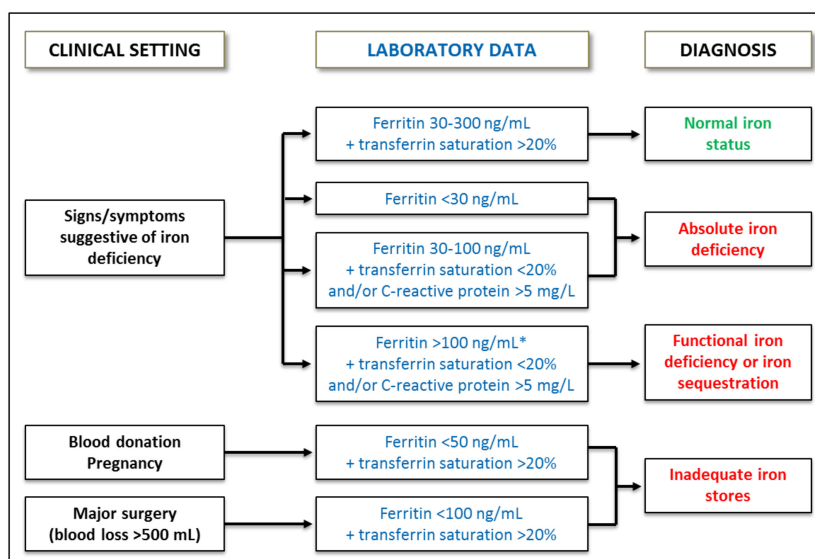 CLINICAL SETTING
LABORATORY DATA
DIAGNOSIS
Signs/symptoms
suggestive of iron
deficiency
Ferritin 30-300 ng/mL
+ transferrin saturation >20%
Normal iron
status
Ferritin <30 ng/mL
Ferritin 30-100 ng/mL
+ transferrin saturation <20%
and/or C-reactive protein >5 mg/L
Absolute iron
deficiency
Ferritin >100 ng/mL*
+ transferrin saturation <20%
and/or C-reactive protein >5 mg/L
Functional iron
deficiency or iron
sequestration
Blood donation
Pregnancy
Ferritin <50 ng/mL
+ transferrin saturation >20%
Major surgery
(blood loss >500 mL)
Ferritin <100 ng/mL
+ transferrin saturation >20%
Inadequate iron
stores